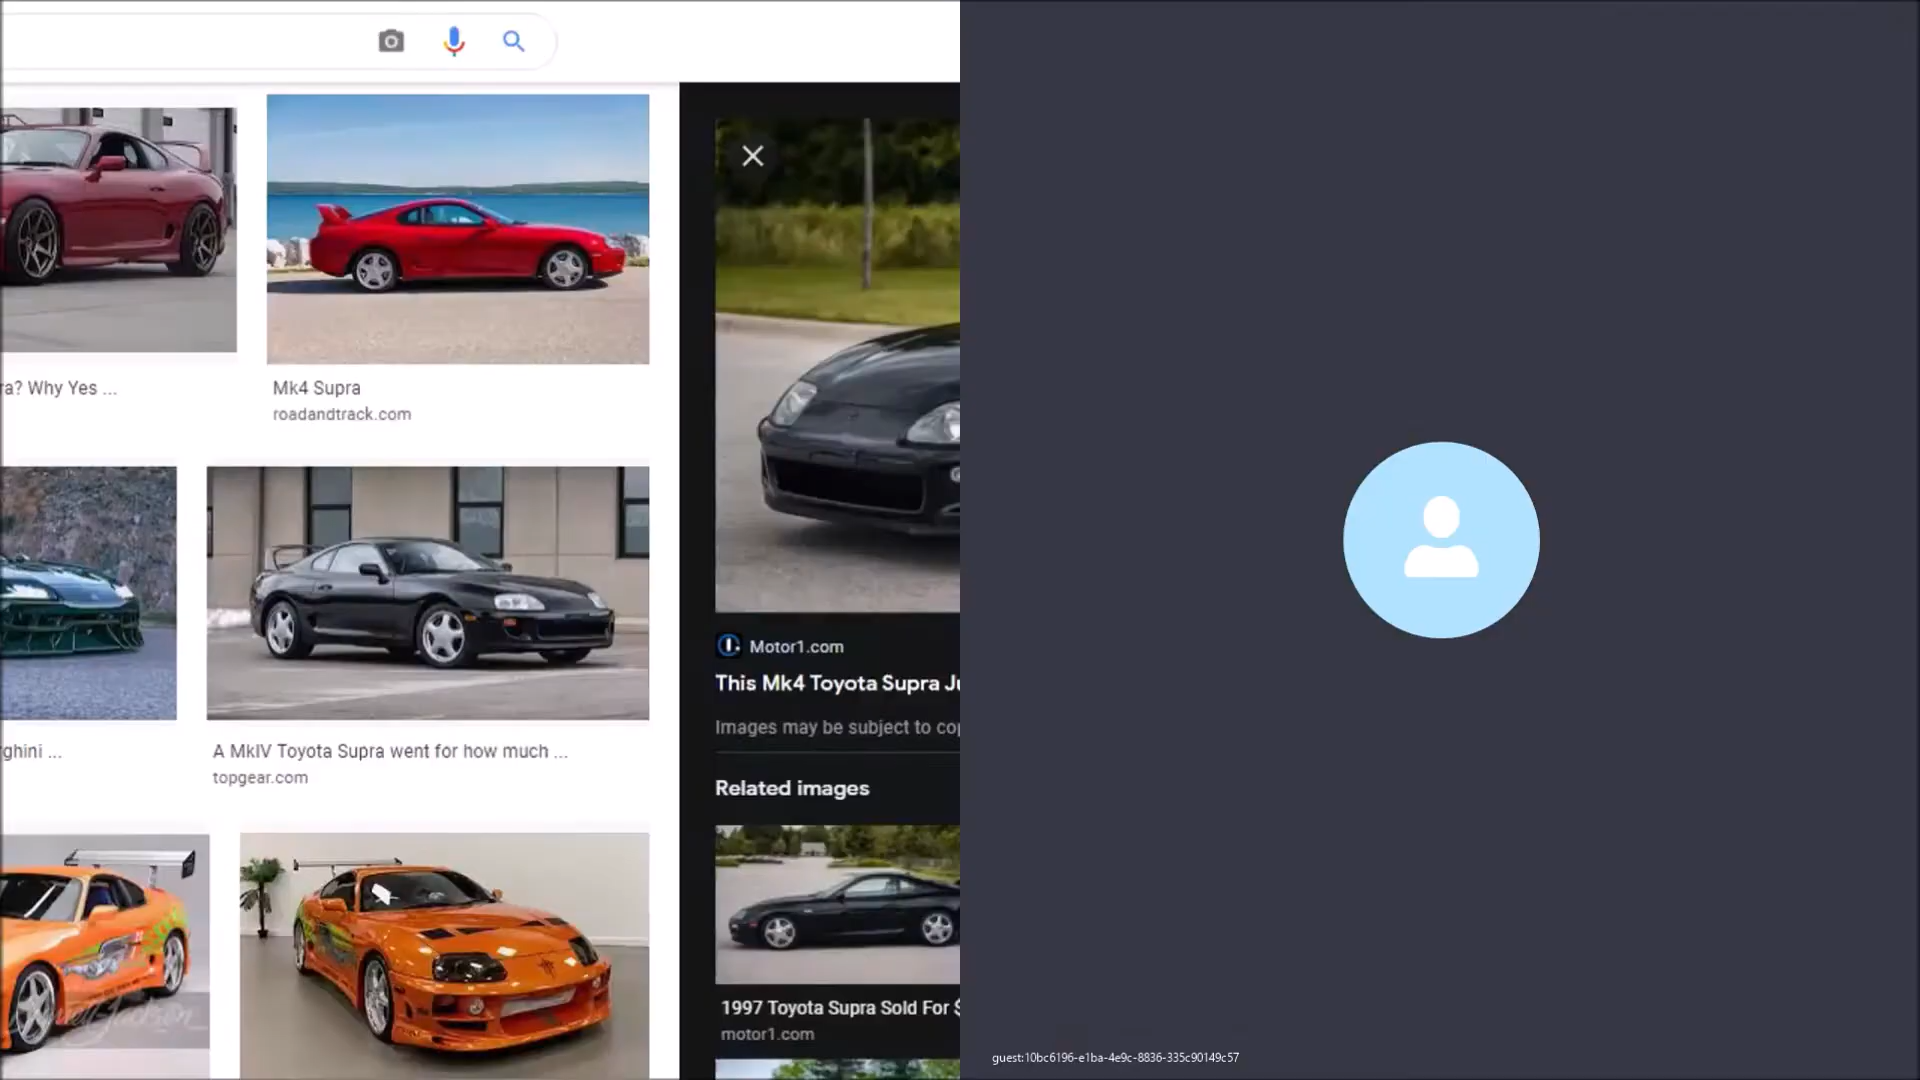 ra? Why Yes ...
Mk4 Supra
roadandtrack.com
ghini ...
A MkIV Toyota Supra went for how much ...
topgear.com
Motor1.com
This Mk4 Toyota Supra Ju
Images may be subject to cop
Related images
1997 Toyota Supra Sold For $
motor1.com
guest:10bc6196-e1ba-4e9c-8836-335c90149c57